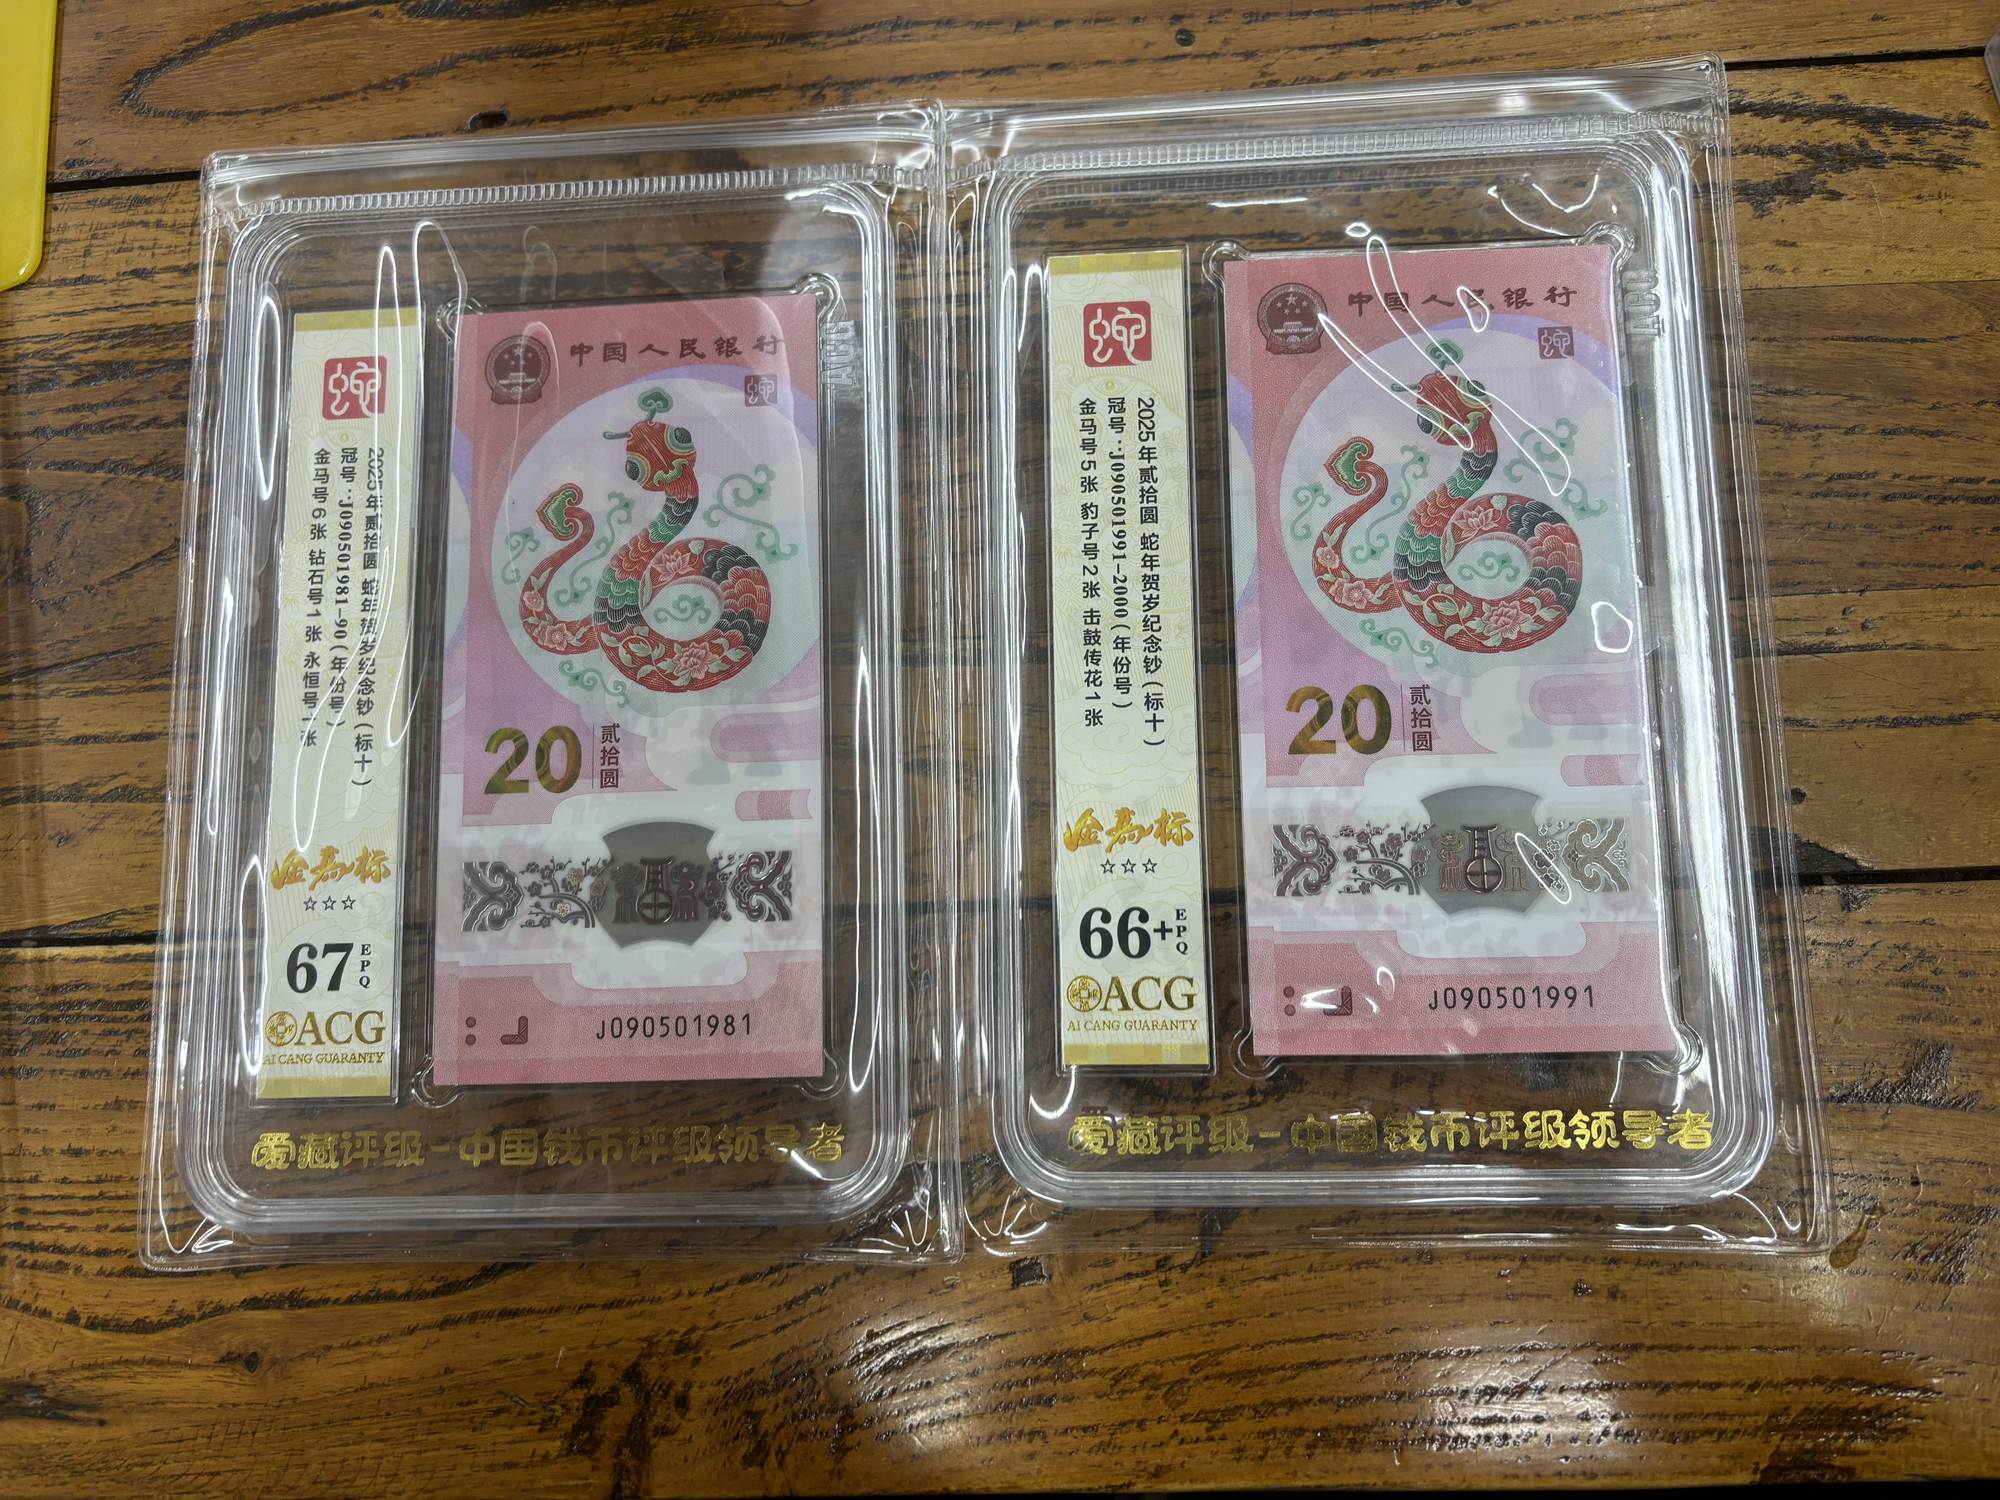 蛇
2025年贰拾圆 蛇年贺岁纪念钞(标十)
冠号:J090501981-90(年份号)
金马号6张 钻石号1张 永恒号1张
金马标
☆☆☆
67 EPQ
ACG
AI CANG GUARANTY
中国人民银行
蛇
20 贰拾圆
J090501981
ACG
爱藏评级-中国钱币评级领导者
蛇
2025年贰拾圆 蛇年贺岁纪念钞(标十)
冠号:J090501991-2000(年份号)
金马号5张 豹子号2张 击鼓传花1张
金马标
☆☆☆
66+ EPQ
ACG
AI CANG GUARANTY
中国人民银行
蛇
20 贰拾圆
J090501991
ACG
爱藏评级-中国钱币评级领导者